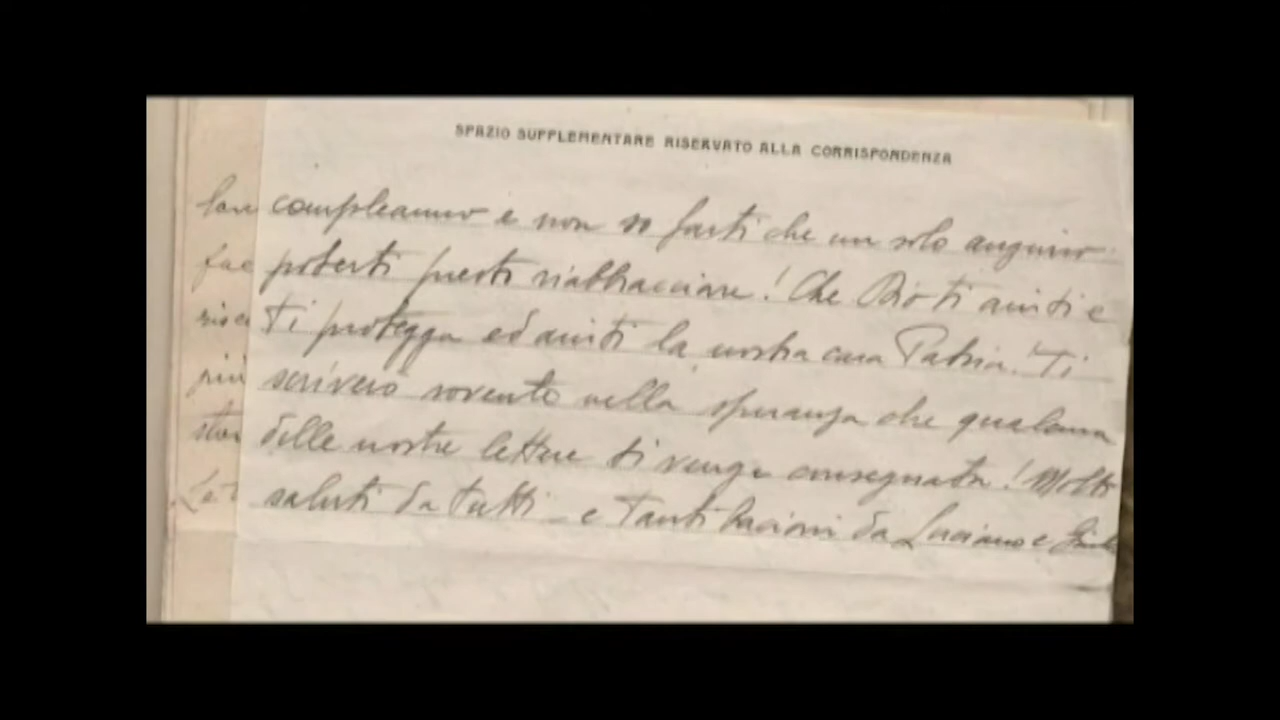 SPAZIO SUPPLEMENTARE RISERVATO ALLA CORRISPONDENZA
compleanno e non so farti che un solo augurio
poterti presto riabbracciare! Che Dio ti aiuti e
ti protegga ed aiuti la nostra cara Patria. Ti
scriverò sovente nella speranza che qualcuna
delle nostre lettere ti venga consegnata! Molti
saluti da tutti e tanti bacioni da Luciano e